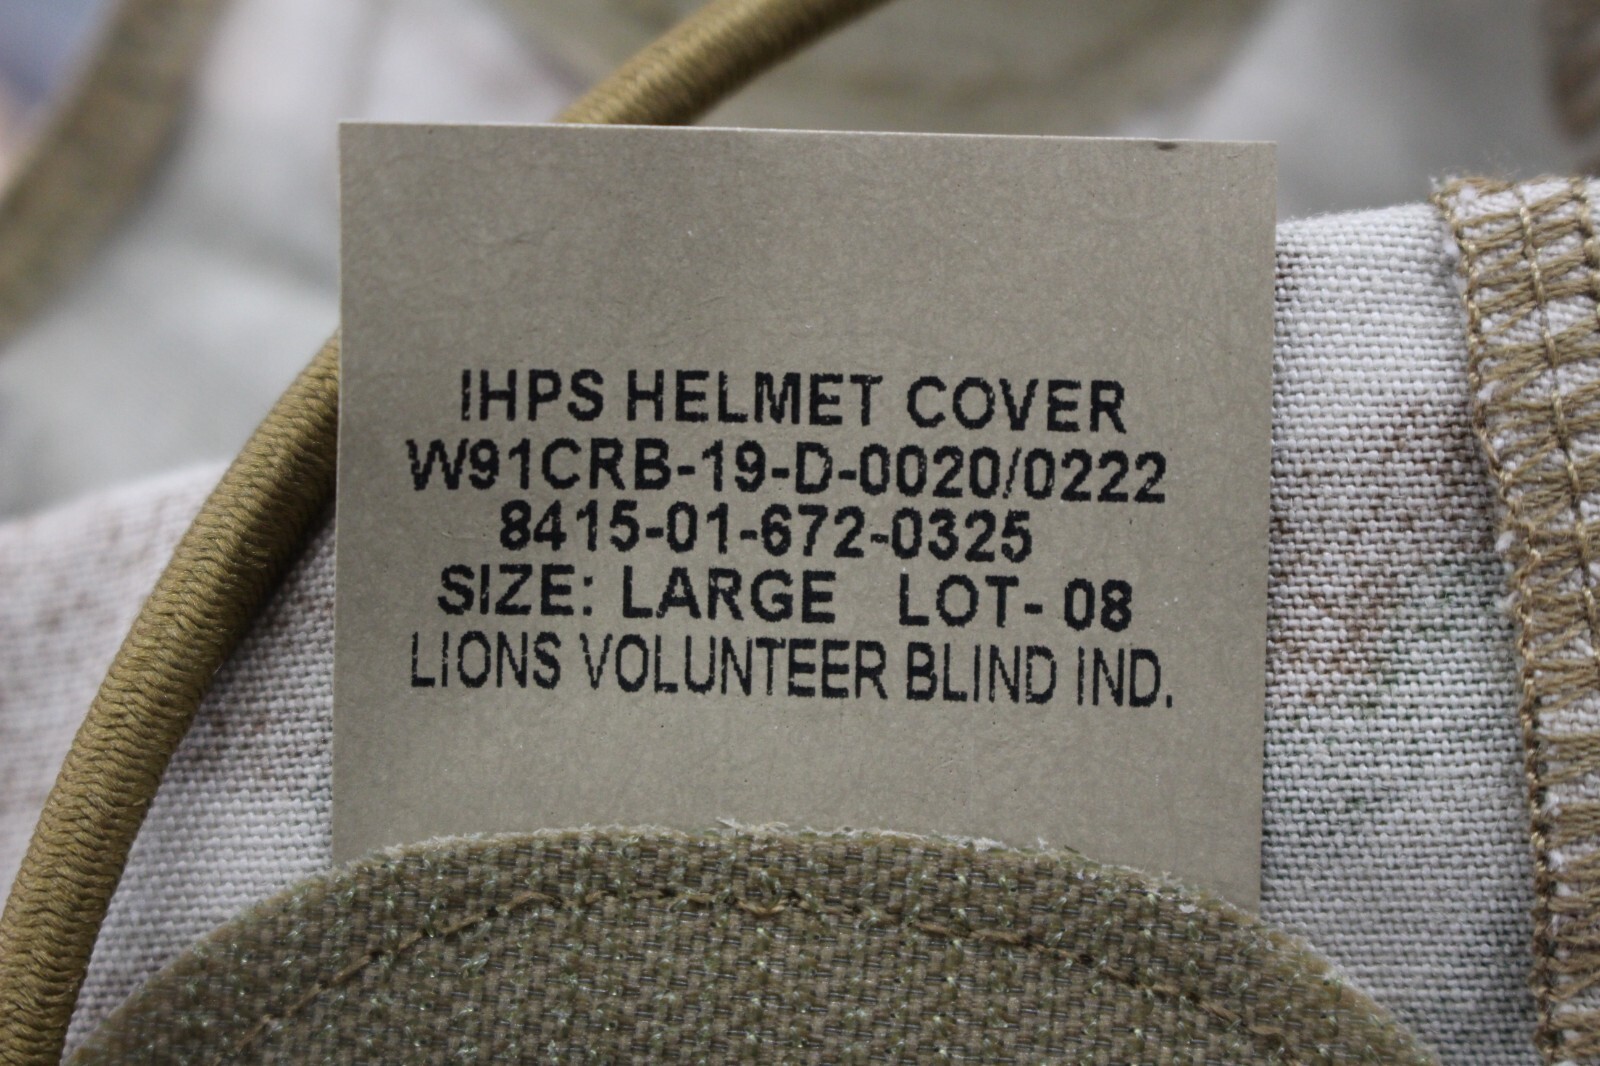 IHPS HELMET COVER
W91CRB-19-D-0020/0222
8415-01-672-0325
SIZE: LARGE LOT- 08
LIONS VOLUNTEER BLIND IND.